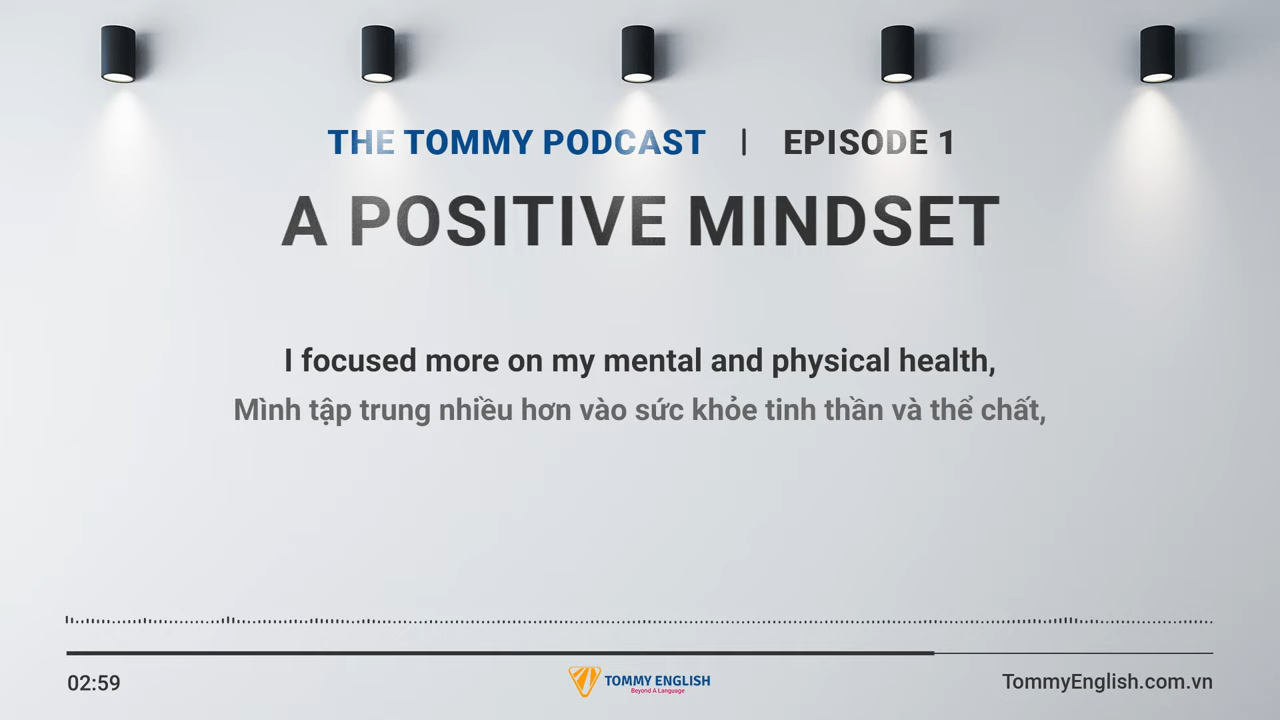 THE TOMMY PODCAST | EPISODE 1
A POSITIVE MINDSET
I focused more on my mental and physical health,
Mình tập trung nhiều hơn vào sức khỏe tinh thần và thể chất,
02:59
TOMMY ENGLISH
Beyond A Language
TommyEnglish.com.vn